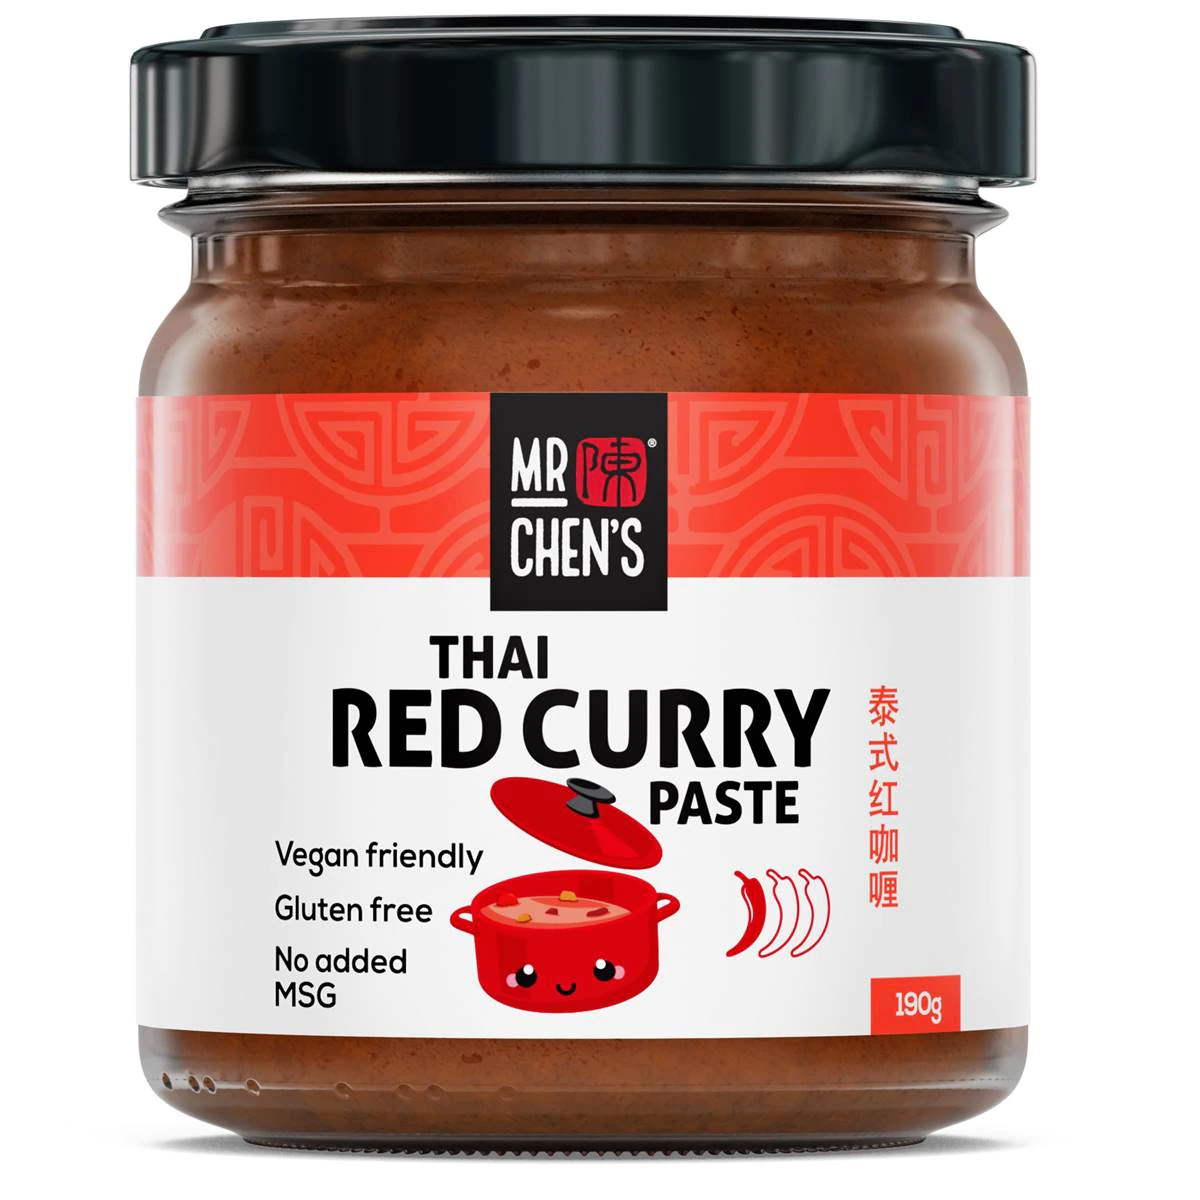 MR 陳®
CHEN'S
THAI
RED CURRY
PASTE
泰式红咖喱
Vegan friendly
Gluten free
No added
MSG
190g